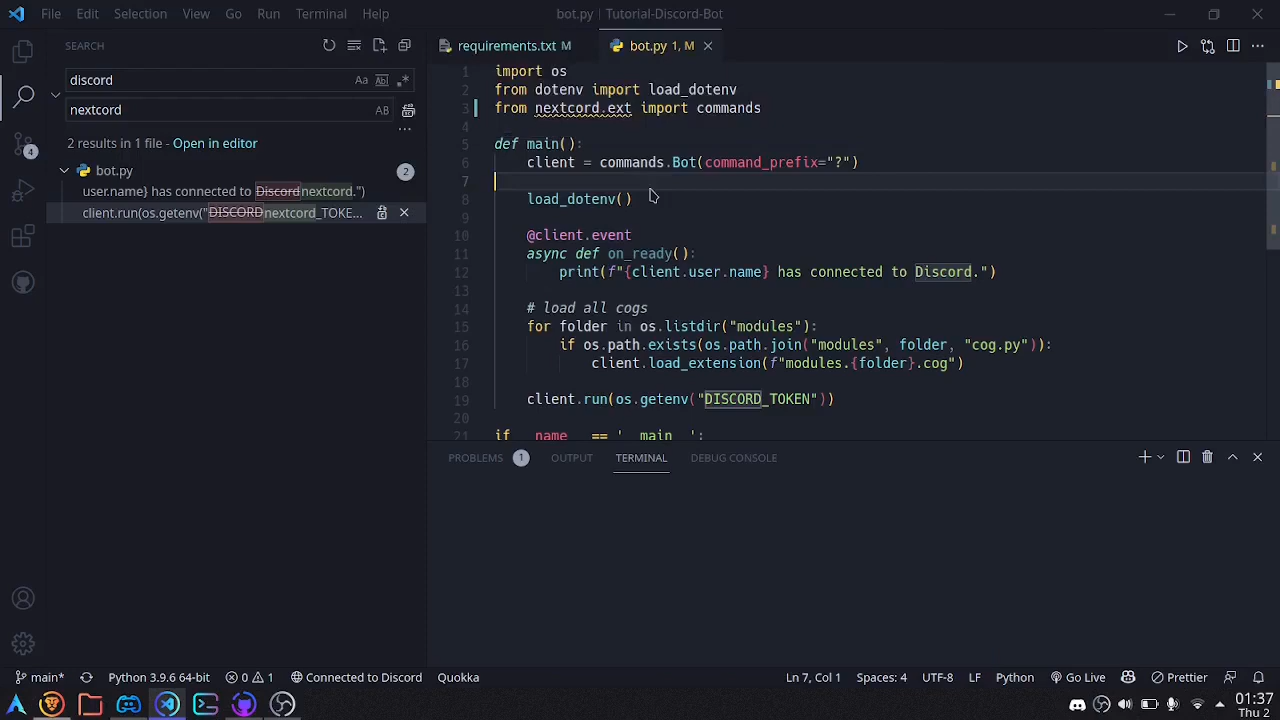 File Edit Selection View Go Run Terminal Help
bot.py | Tutorial-Discord-Bot
SEARCH
discord
Aa Abl .*
nextcord
AB
2 results in 1 file - Open in editor
bot.py
2
user.name} has connected to Discordnextcord.")
client.run(os.getenv("DISCORDnextcord_TOKE...
4
requirements.txt M
bot.py 1, M
1 import os
2 from dotenv import load_dotenv
3 from nextcord.ext import commands
4
5 def main():
6 client = commands.Bot(command_prefix="?")
7
8 load_dotenv()
9
10 @client.event
11 async def on_ready():
12 print(f"{client.user.name} has connected to Discord.")
13
14 # load all cogs
15 for folder in os.listdir("modules"):
16 if os.path.exists(os.path.join("modules", folder, "cog.py")):
17 client.load_extension(f"modules.{folder}.cog")
18
19 client.run(os.getenv("DISCORD_TOKEN"))
20
21 if __name__ == '__main__':
PROBLEMS 1 OUTPUT TERMINAL DEBUG CONSOLE
main* Python 3.9.6 64-bit 0 1 Connected to Discord Quokka
Ln 7, Col 1 Spaces: 4 UTF-8 LF Python Go Live Prettier
01:37
Thu 2